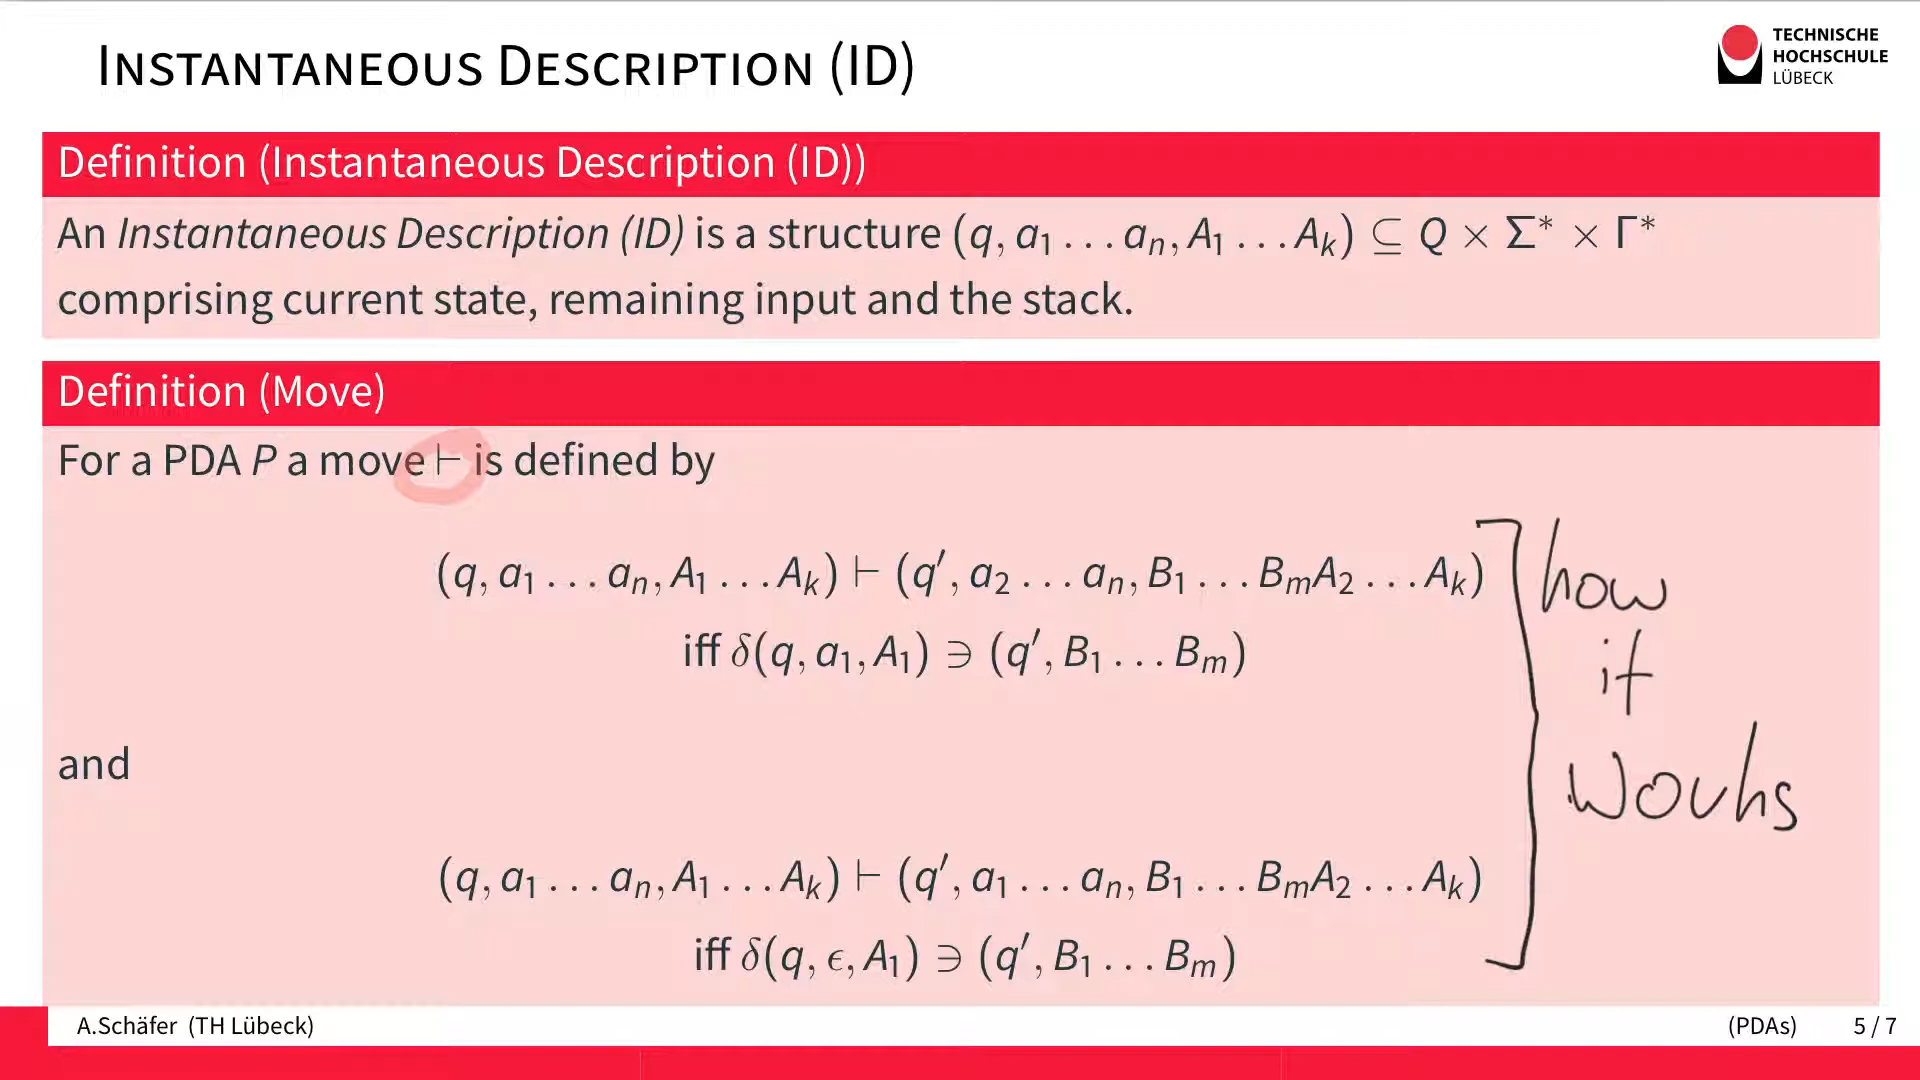 INSTANTANEOUS DESCRIPTION (ID)
TECHNISCHE
HOCHSCHULE
LÜBECK
Definition (Instantaneous Description (ID))
An Instantaneous Description (ID) is a structure (q, a₁ . . . aₙ, A₁ . . . Aₖ) ⊆ Q × Σ* × Γ*
comprising current state, remaining input and the stack.
Definition (Move)
For a PDA P a move ⊢ is defined by
(q, a₁ . . . aₙ, A₁ . . . Aₖ) ⊢ (q′, a₂ . . . aₙ, B₁ . . . BₘA₂ . . . Aₖ)
iff δ(q, a₁, A₁) ∋ (q′, B₁ . . . Bₘ)
and
(q, a₁ . . . aₙ, A₁ . . . Aₖ) ⊢ (q′, a₁ . . . aₙ, B₁ . . . BₘA₂ . . . Aₖ)
iff δ(q, ϵ, A₁) ∋ (q′, B₁ . . . Bₘ)
how
it
works
A.Schäfer (TH Lübeck)
(PDAs)
5 / 7